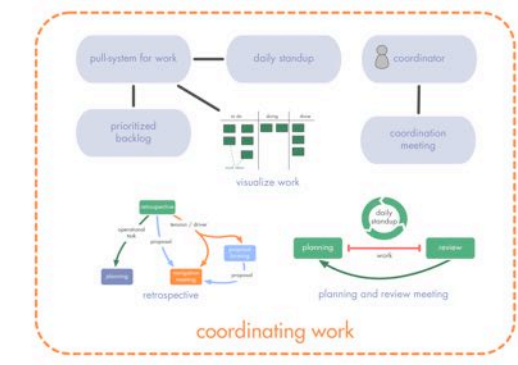 pull-system for work
daily standup
coordinator
prioritized
backlog
to do
doing
done
coordination
meeting
visualize work
retrospective
operational
task
proposal
tension / driver
planning
proposal
retrospective
daily
standup
planning
review
work
planning and review meeting
coordinating work